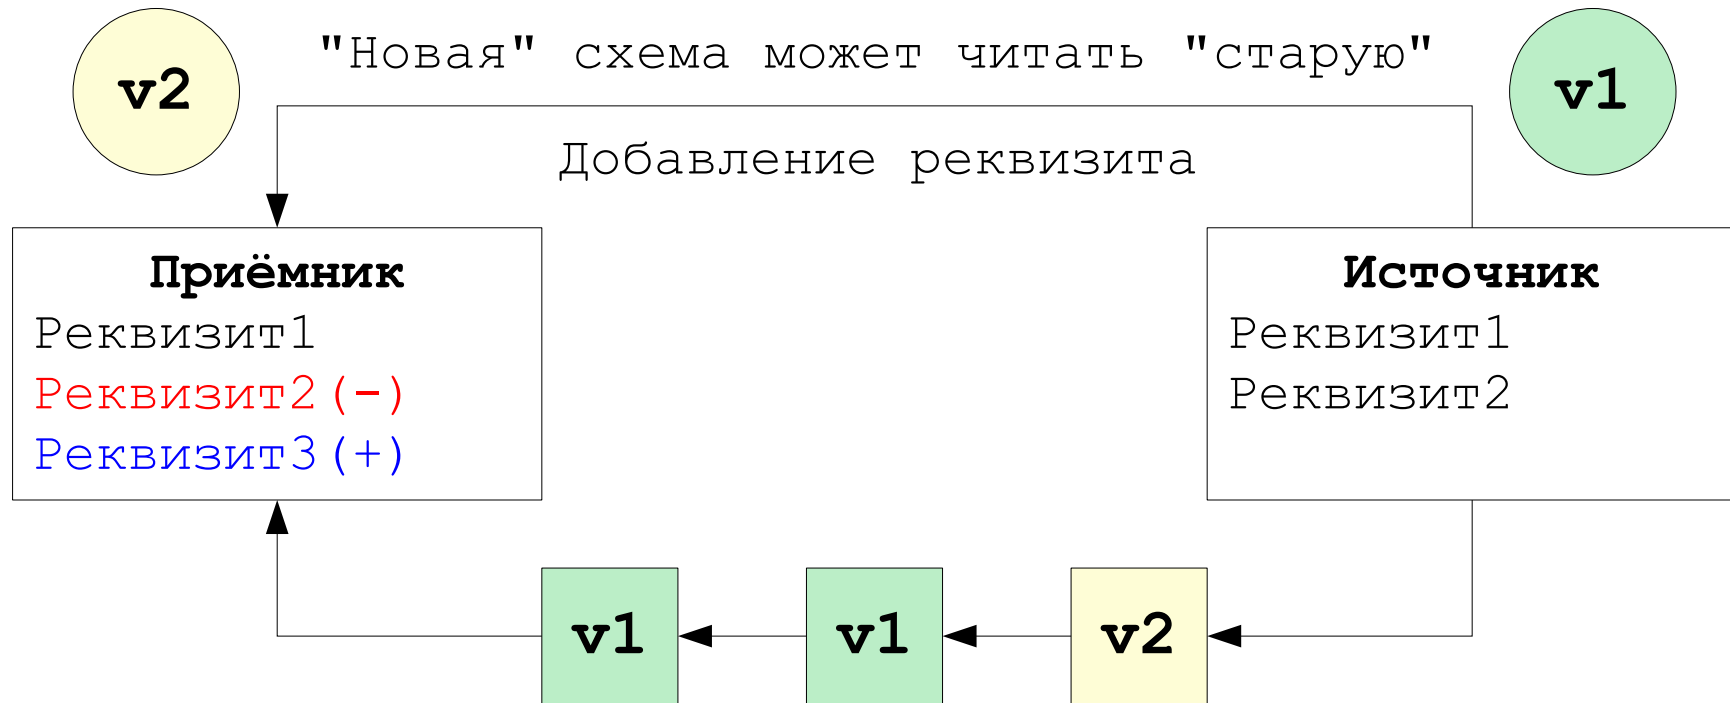 v2
"Новая" схема может читать "старую"
v1
Добавление реквизита
Приёмник
Реквизит1
Реквизит2(-)
Реквизит3(+)
Источник
Реквизит1
Реквизит2
v1
v1
v2